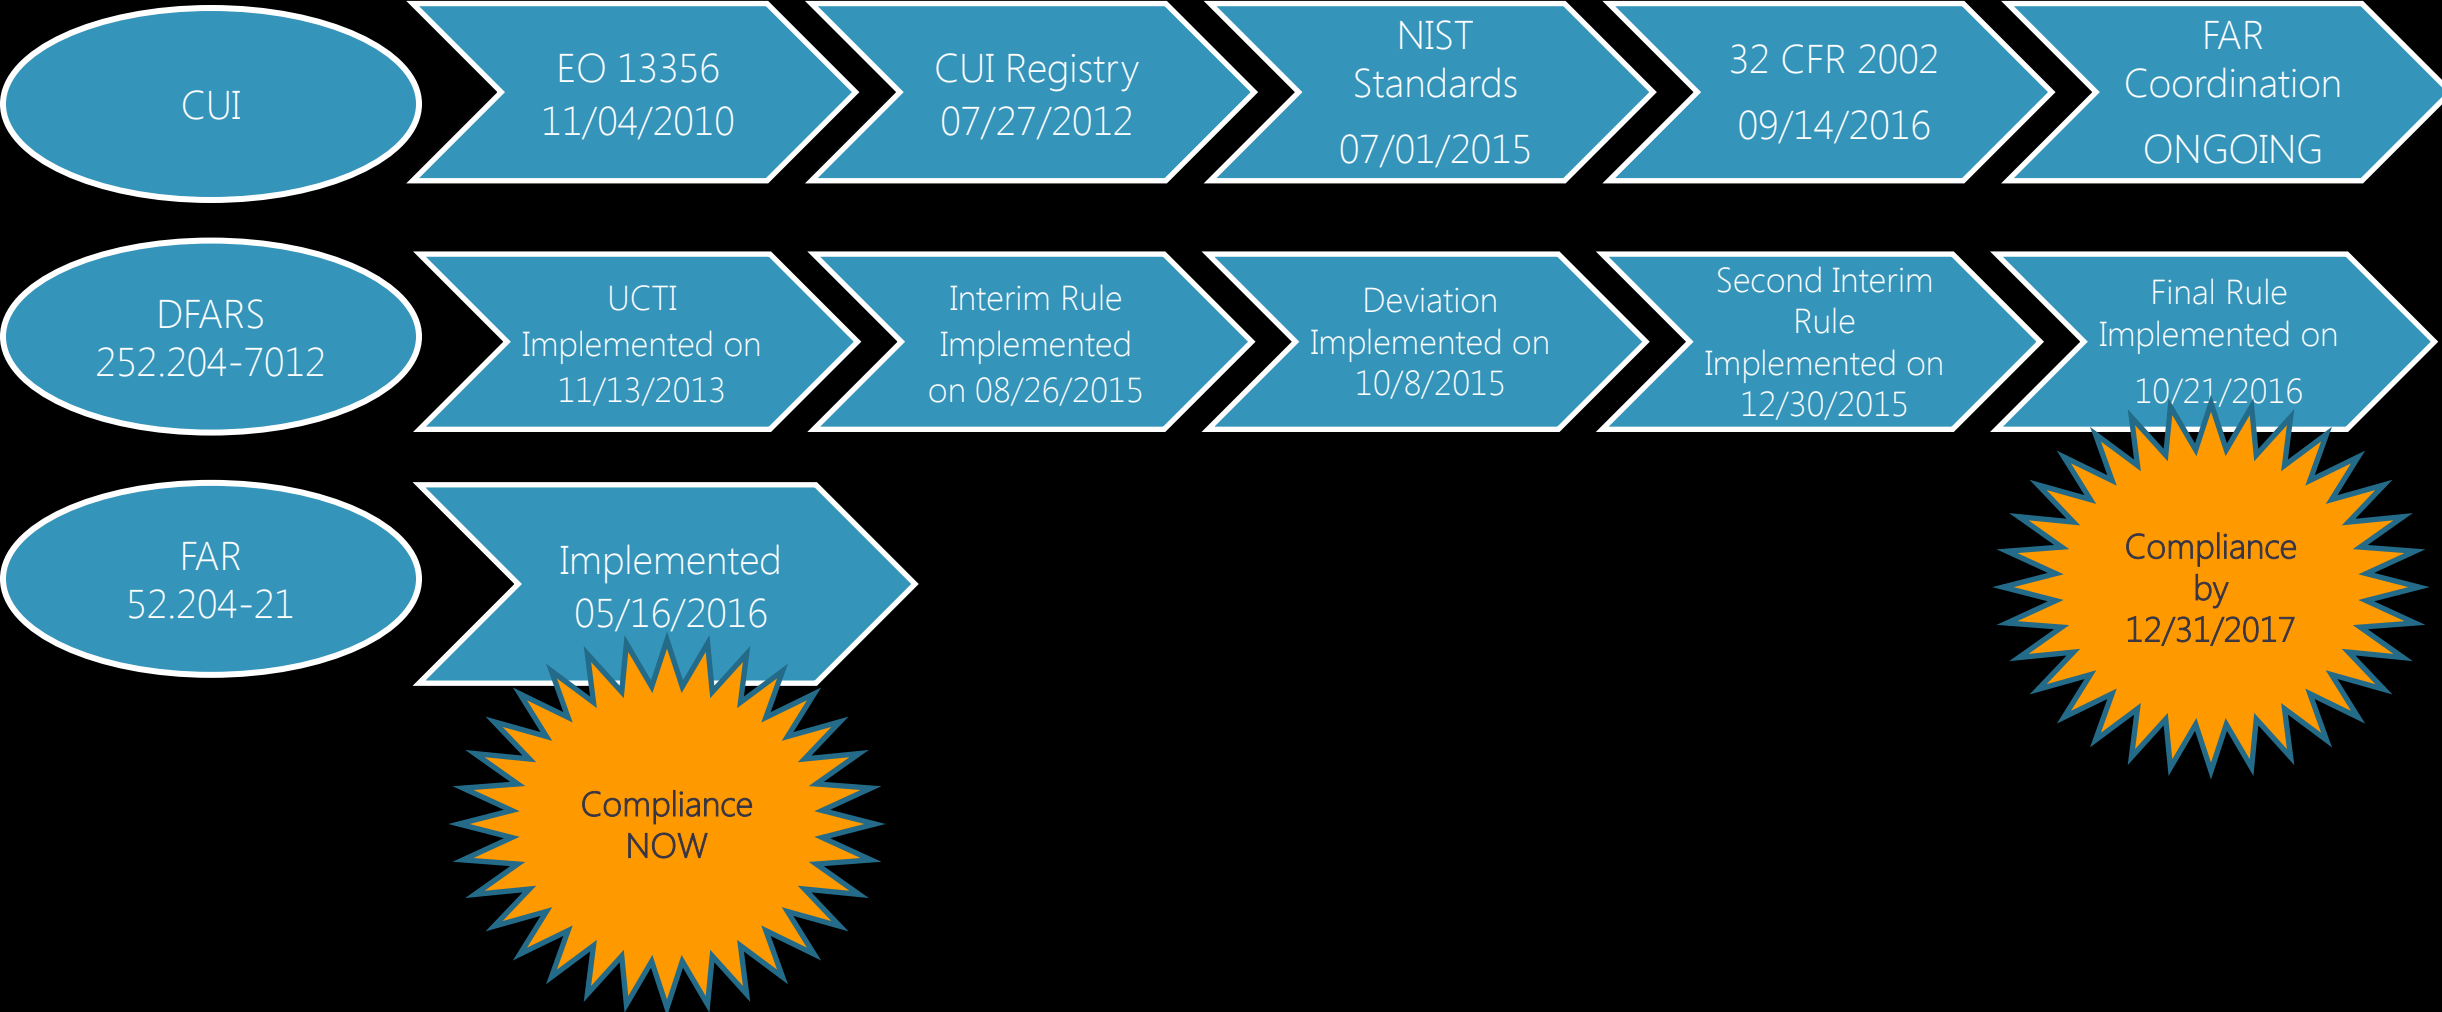 CUI
EO 13356
11/04/2010
CUI Registry
07/27/2012
NIST
Standards
07/01/2015
32 CFR 2002
09/14/2016
FAR
Coordination
ONGOING
DFARS
252.204-7012
UCTI
Implemented on
11/13/2013
Interim Rule
Implemented
on 08/26/2015
Deviation
Implemented on
10/8/2015
Second Interim
Rule
Implemented on
12/30/2015
Final Rule
Implemented on
10/21/2016
FAR
52.204-21
Implemented
05/16/2016
Compliance
by
12/31/2017
Compliance
NOW